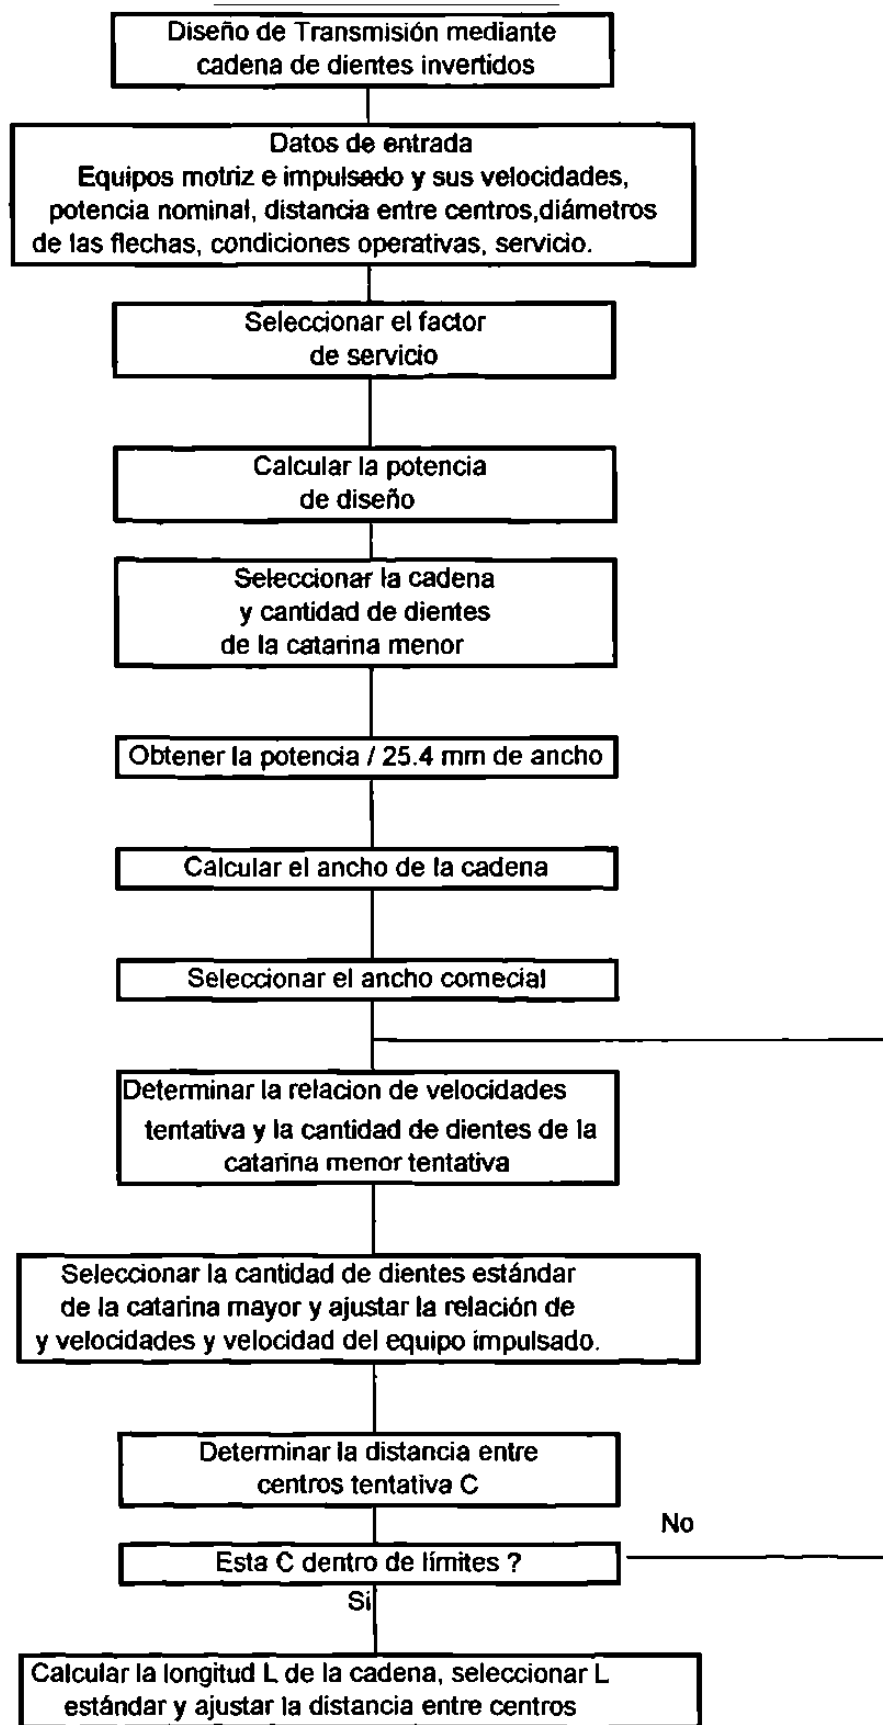 Diseño de Transmisión mediante
cadena de dientes invertidos
Datos de entrada
Equipos motriz e impulsado y sus velocidades,
potencia nominal, distancia entre centros,diámetros
de las flechas, condiciones operativas, servicio.
Seleccionar el factor
de servicio
Calcular la potencia
de diseño
Seleccionar la cadena
y cantidad de dientes
de la catarina menor
Obtener la potencia / 25.4 mm de ancho
Calcular el ancho de la cadena
Seleccionar el ancho comecial
Determinar la relacion de velocidades
tentativa y la cantidad de dientes de la
catarina menor tentativa
Seleccionar la cantidad de dientes estándar
de la catarina mayor y ajustar la relación de
y velocidades y velocidad del equipo impulsado.
Determinar la distancia entre
centros tentativa C
No
Esta C dentro de límites ?
Si
Calcular la longitud L de la cadena, seleccionar L
estándar y ajustar la distancia entre centros